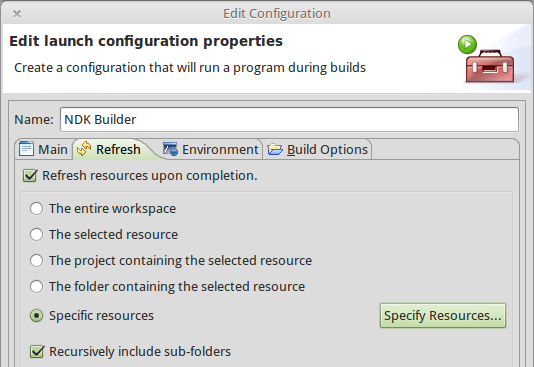 Edit Configuration
Edit launch configuration properties
Create a configuration that will run a program during builds
Name: NDK Builder
Main Refresh Environment Build Options
Refresh resources upon completion.
The entire workspace
The selected resource
The project containing the selected resource
The folder containing the selected resource
Specific resources Specify Resources...
Recursively include sub-folders